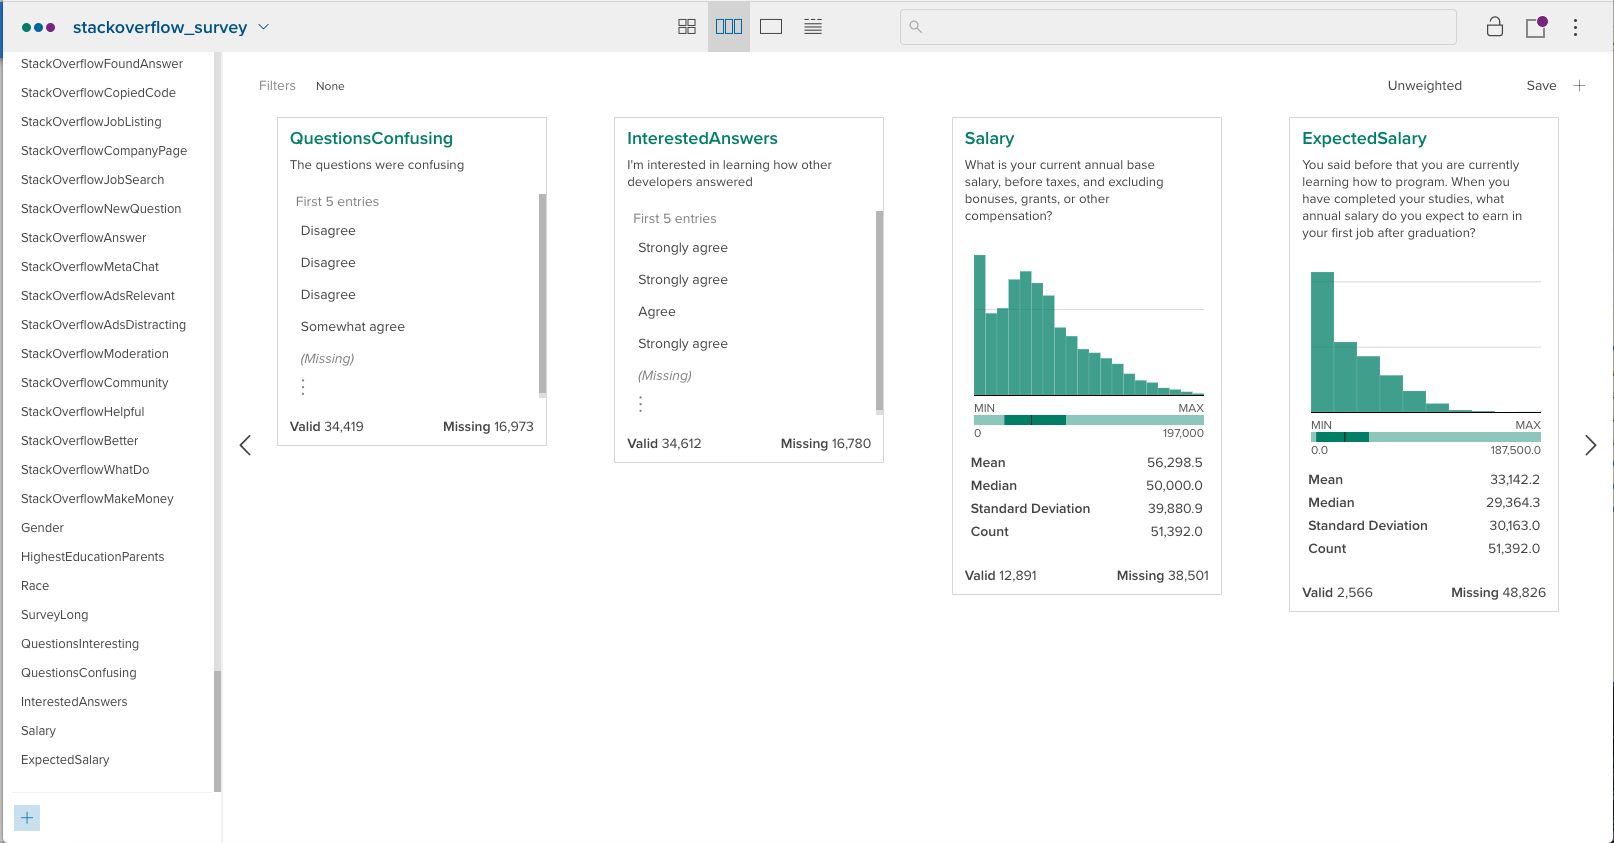 stackoverflow_survey
StackOverflowFoundAnswer
StackOverflowCopiedCode
StackOverflowJobListing
StackOverflowCompanyPage
StackOverflowJobSearch
StackOverflowNewQuestion
StackOverflowAnswer
StackOverflowMetaChat
StackOverflowAdsRelevant
StackOverflowAdsDistracting
StackOverflowModeration
StackOverflowCommunity
StackOverflowHelpful
StackOverflowBetter
StackOverflowWhatDo
StackOverflowMakeMoney
Gender
HighestEducationParents
Race
SurveyLong
QuestionsInteresting
QuestionsConfusing
InterestedAnswers
Salary
ExpectedSalary
Filters None
Unweighted Save
QuestionsConfusing
The questions were confusing
First 5 entries
Disagree
Disagree
Disagree
Somewhat agree
(Missing)
Valid 34,419 Missing 16,973
InterestedAnswers
I'm interested in learning how other
developers answered
First 5 entries
Strongly agree
Strongly agree
Agree
Strongly agree
(Missing)
Valid 34,612 Missing 16,780
Salary
What is your current annual base
salary, before taxes, and excluding
bonuses, grants, or other
compensation?
MIN MAX
0 197,000
Mean 56,298.5
Median 50,000.0
Standard Deviation 39,880.9
Count 51,392.0
Valid 12,891 Missing 38,501
ExpectedSalary
You said before that you are currently
learning how to program. When you
have completed your studies, what
annual salary do you expect to earn in
your first job after graduation?
MIN MAX
0.0 187,500.0
Mean 33,142.2
Median 29,364.3
Standard Deviation 30,163.0
Count 51,392.0
Valid 2,566 Missing 48,826